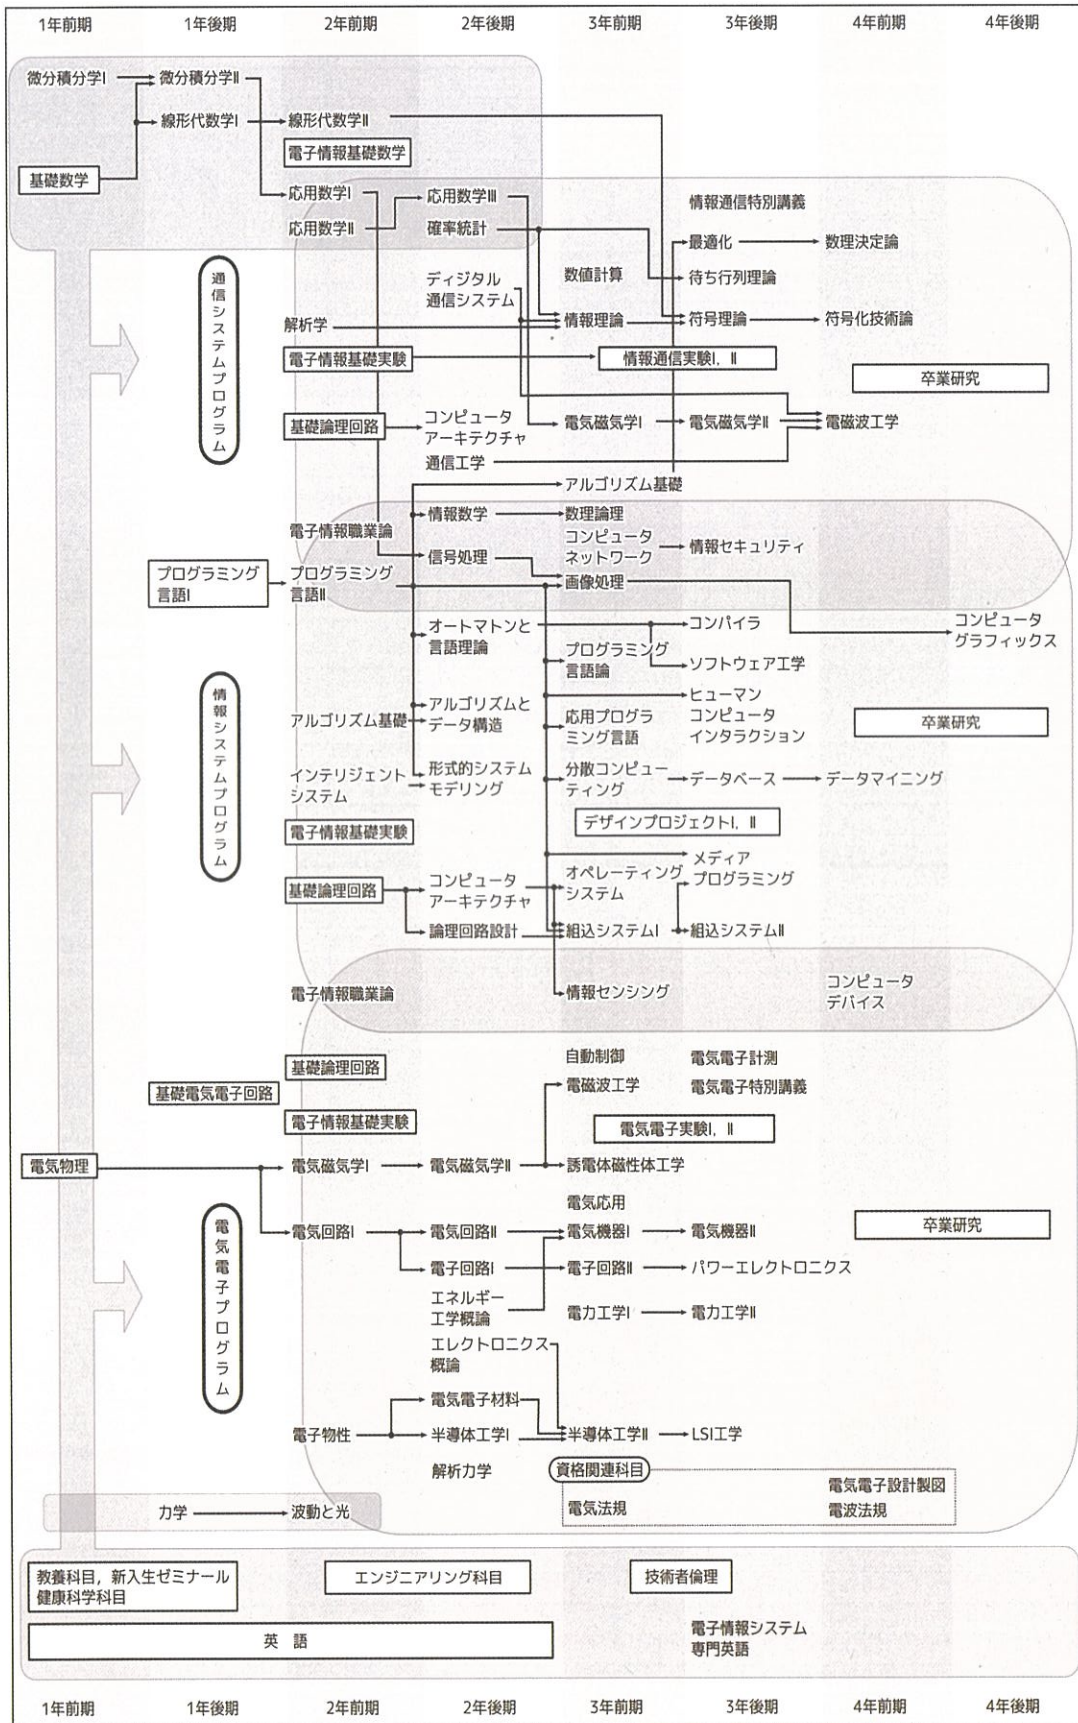 1年前期 1年後期 2年前期 2年後期 3年前期 3年後期 4年前期 4年後期
微分積分学Ⅰ 微分積分学Ⅱ
線形代数学Ⅰ 線形代数学Ⅱ
電子情報基礎数学
基礎数学
応用数学Ⅰ 応用数学Ⅲ 情報通信特別講義
応用数学Ⅱ 確率統計
最適化 数理決定論
通信システムプログラム
ディジタル
通信システム
数値計算 待ち行列理論
解析学 情報理論 符号理論 符号化技術論
電子情報基礎実験 情報通信実験Ⅰ,Ⅱ
卒業研究
基礎論理回路
コンピュータ
アーキテクチャ
電気磁気学Ⅰ 電気磁気学Ⅱ 電磁波工学
通信工学
アルゴリズム基礎
電子情報職業論 情報数学 数理論理
信号処理
コンピュータ
ネットワーク
情報セキュリティ
プログラミング
言語Ⅰ
プログラミング
言語Ⅱ
画像処理
オートマトンと
言語理論
プログラミング
言語論
コンパイラ
ソフトウェア工学
コンピュータ
グラフィックス
情報システムプログラム
アルゴリズム基礎
アルゴリズムと
データ構造
応用プログラ
ミング言語
ヒューマン
コンピュータ
インタラクション
卒業研究
インテリジェント
システム
形式的システム
モデリング
分散コンピュー
ティング
データベース データマイニング
電子情報基礎実験 デザインプロジェクトⅠ,Ⅱ
基礎論理回路
コンピュータ
アーキテクチャ
オペレーティング
システム
メディア
プログラミング
論理回路設計 組込システムⅠ 組込システムⅡ
電子情報職業論 情報センシング
コンピュータ
デバイス
基礎論理回路 自動制御 電気電子計測
基礎電気電子回路 電磁波工学 電気電子特別講義
電子情報基礎実験 電気電子実験Ⅰ,Ⅱ
電気物理 電気磁気学Ⅰ 電気磁気学Ⅱ 誘電体磁性体工学
電気応用
電気電子プログラム
電気回路Ⅰ 電気回路Ⅱ 電気機器Ⅰ 電気機器Ⅱ 卒業研究
電子回路Ⅰ 電子回路Ⅱ パワーエレクトロニクス
エネルギー
工学概論
電力工学Ⅰ 電力工学Ⅱ
エレクトロニクス
概論
電気電子材料
電子物性 半導体工学Ⅰ 半導体工学Ⅱ LSI工学
解析力学 資格関連科目
電気電子設計製図
力学 波動と光 電気法規 電波法規
教養科目,新入生ゼミナール
健康科学科目
エンジニアリング科目 技術者倫理
英 語
電子情報システム
専門英語
1年前期 1年後期 2年前期 2年後期 3年前期 3年後期 4年前期 4年後期